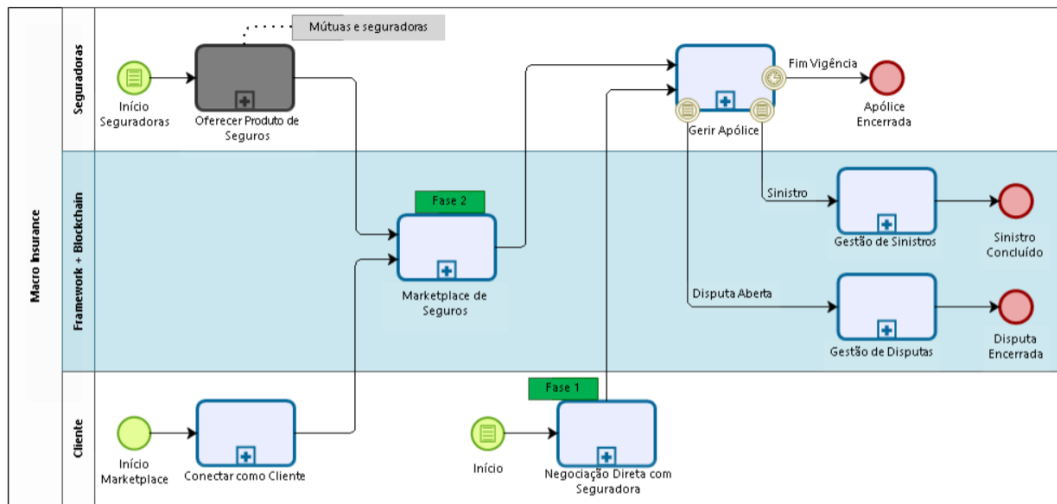 Macro Insurance
Seguradoras
Mútuas e seguradoras
Início
Seguradoras
Oferecer Produto de
Seguros
Gerir Apólice
Fim Vigência
Apólice
Encerrada
Framework + Blockchain
Fase 2
Marketplace de
Seguros
Sinistro
Gestão de Sinistros
Sinistro
Concluído
Disputa Aberta
Gestão de Disputas
Disputa
Encerrada
Cliente
Início
Marketplace
Conectar como Cliente
Início
Fase 1
Negociação Direta com
Seguradora